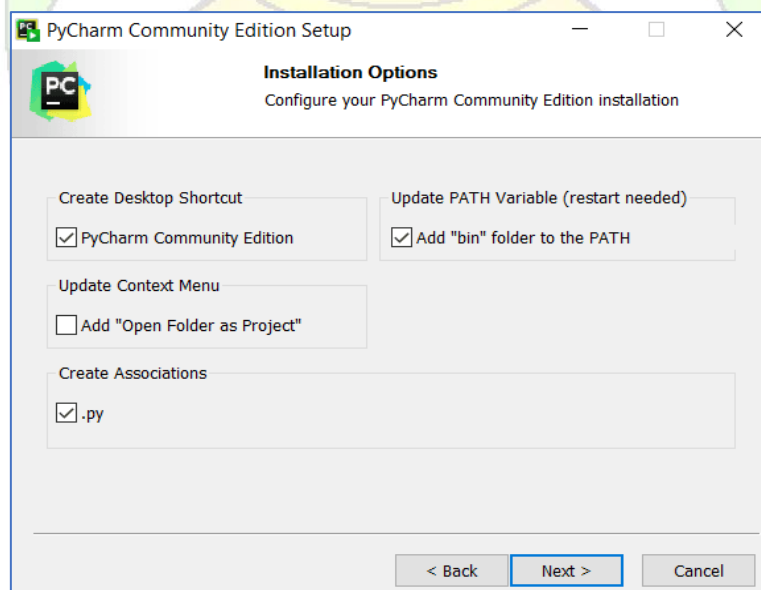 PC PyCharm Community Edition Setup
PC
Installation Options
Configure your PyCharm Community Edition installation
Create Desktop Shortcut
PyCharm Community Edition
Update PATH Variable (restart needed)
Add "bin" folder to the PATH
Update Context Menu
Add "Open Folder as Project"
Create Associations
.py
< Back
Next >
Cancel